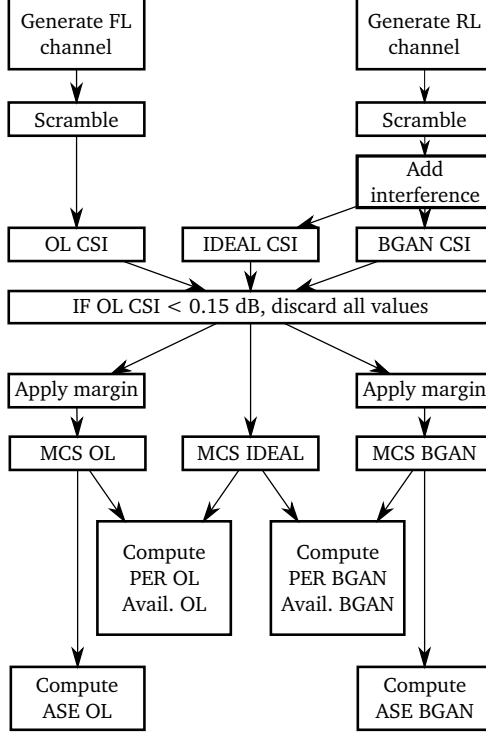 Generate FL
channel
Generate RL
channel
Scramble
Scramble
Add
interference
OL CSI
IDEAL CSI
BGAN CSI
IF OL CSI < 0.15 dB, discard all values
Apply margin
Apply margin
MCS OL
MCS IDEAL
MCS BGAN
Compute
PER OL
Avail. OL
Compute
PER BGAN
Avail. BGAN
Compute
ASE OL
Compute
ASE BGAN